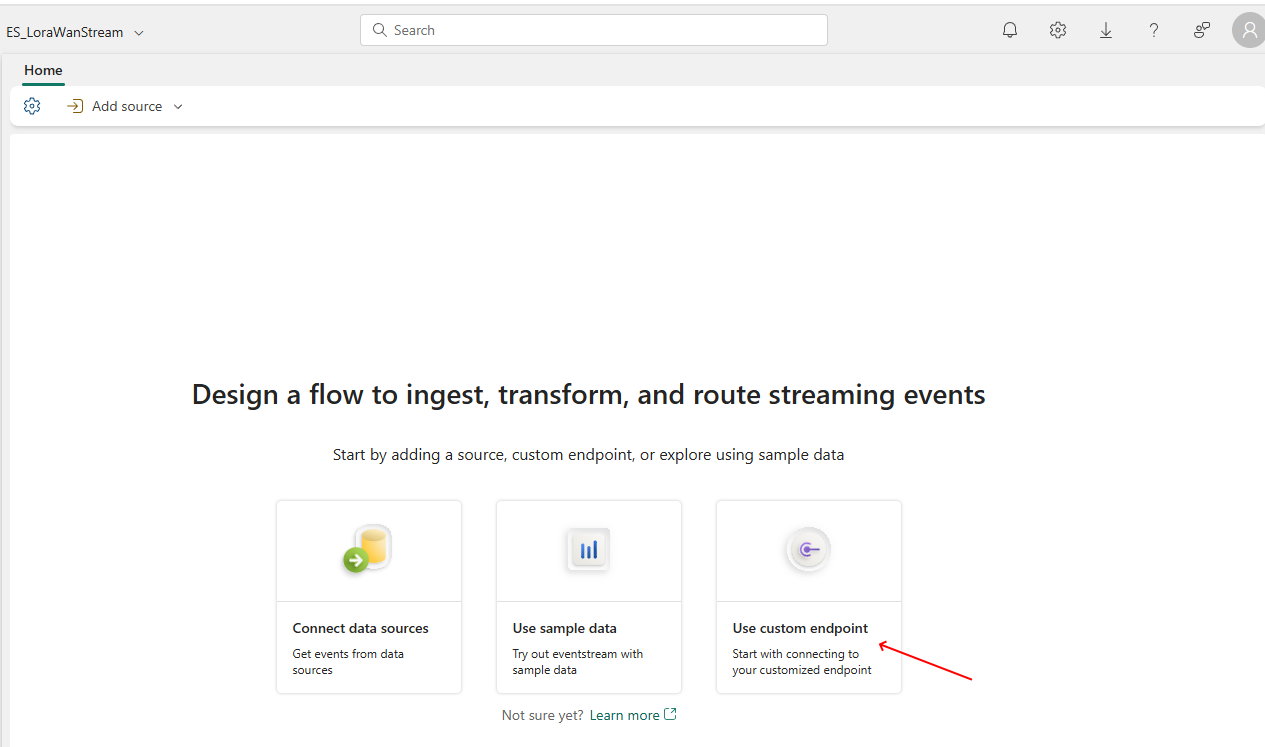 ES_LoraWanStream
Search
?
Home
Add source
Design a flow to ingest, transform, and route streaming events
Start by adding a source, custom endpoint, or explore using sample data
Connect data sources
Get events from data
sources
Use sample data
Try out eventstream with
sample data
Use custom endpoint
Start with connecting to
your customized endpoint
Not sure yet? Learn more